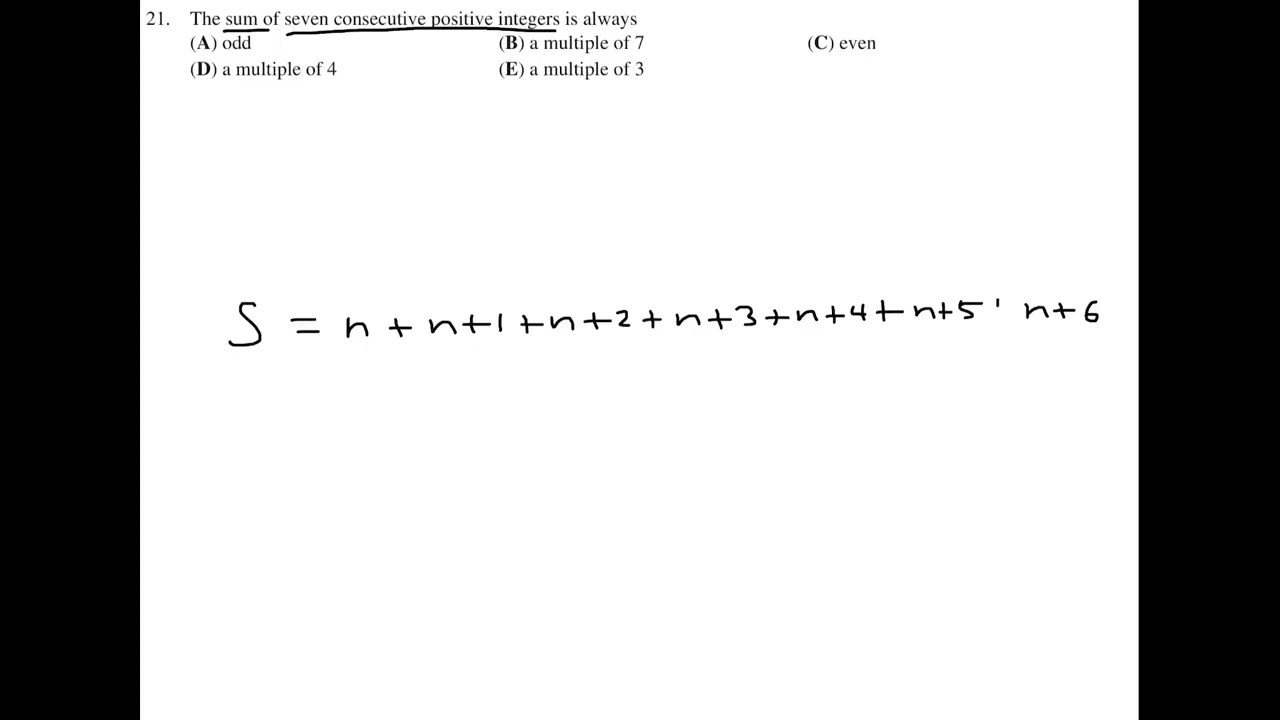 21. The sum of seven consecutive positive integers is always
(A) odd (B) a multiple of 7 (C) even
(D) a multiple of 4 (E) a multiple of 3
S = n + n+1 + n+2 + n+3 + n+4 + n+5 ' n+6